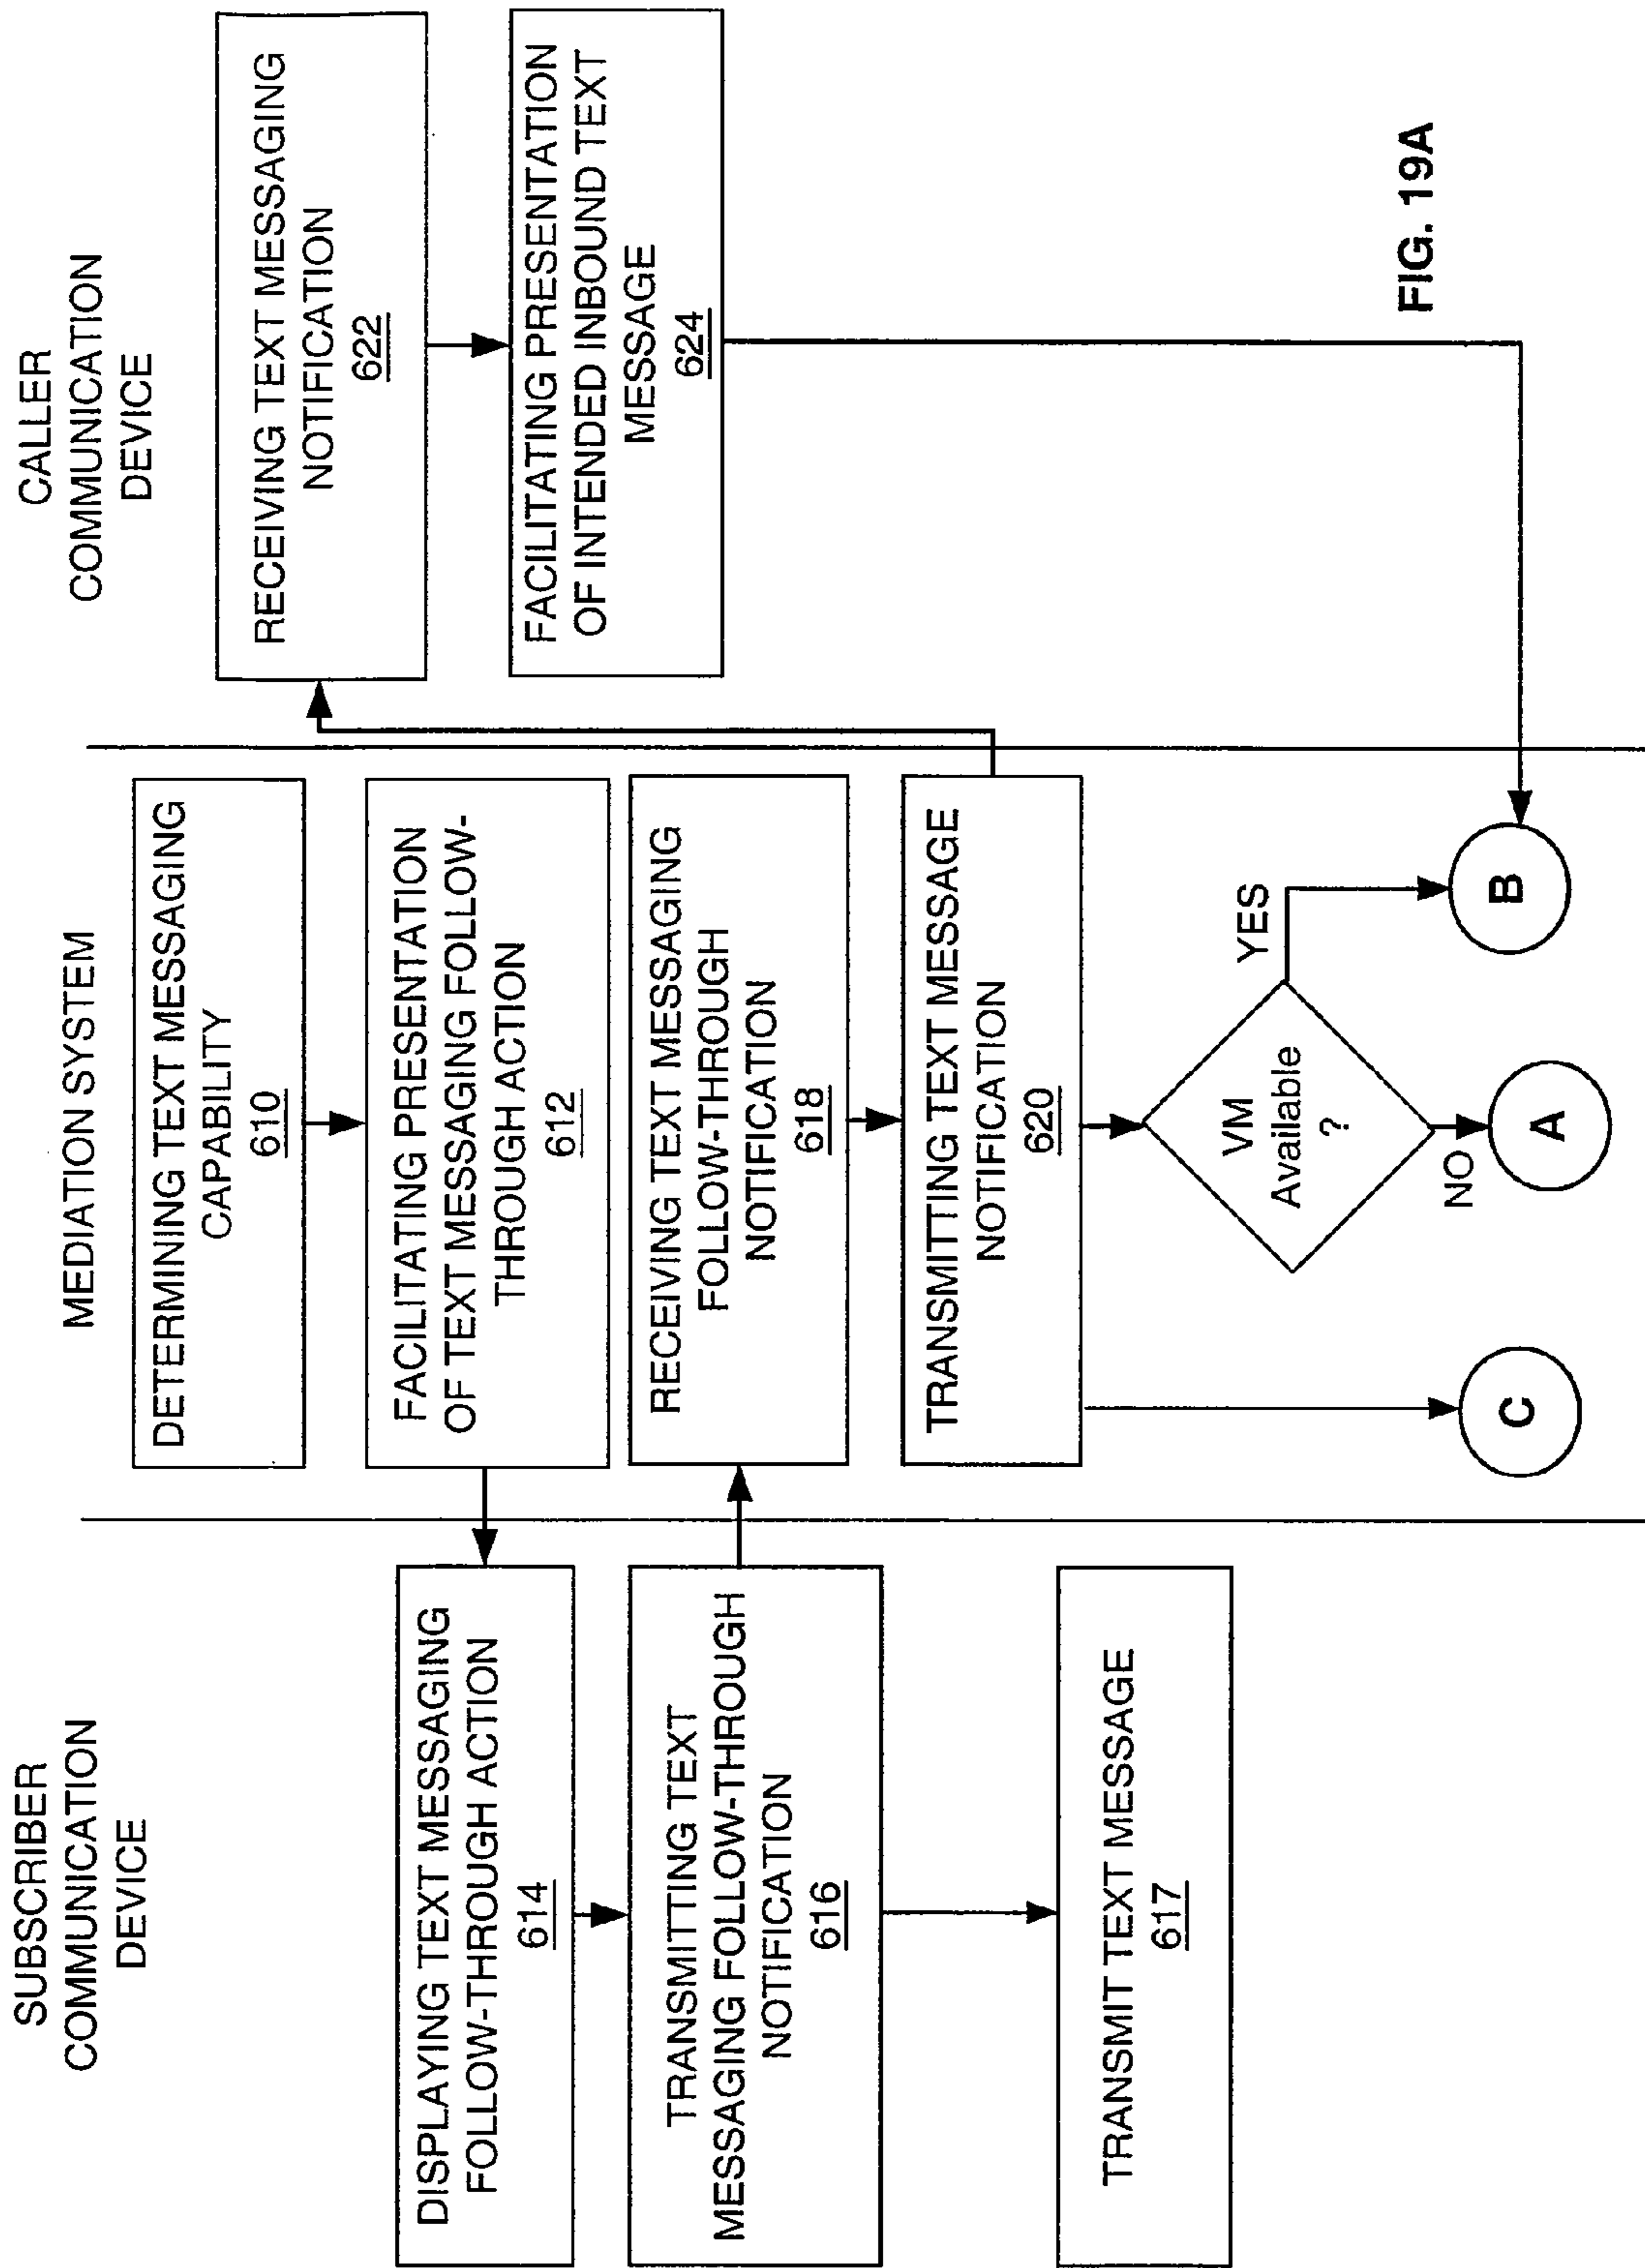 SUBSCRIBER
COMMUNICATION
DEVICE
DISPLAYING TEXT MESSAGING
FOLLOW-THROUGH ACTION
614
TRANSMITTING TEXT
MESSAGING FOLLOW-THROUGH
NOTIFICATION
616
TRANSMIT TEXT MESSAGE
617
MEDIATION SYSTEM
DETERMINING TEXT MESSAGING
CAPABILITY
610
FACILITATING PRESENTATION
OF TEXT MESSAGING FOLLOW-
THROUGH ACTION
612
RECEIVING TEXT MESSAGING
FOLLOW-THROUGH
NOTIFICATION
618
TRANSMITTING TEXT MESSAGE
NOTIFICATION
620
VM
Available
?
YES
NO
C
A
B
CALLER
COMMUNICATION
DEVICE
RECEIVING TEXT MESSAGING
NOTIFICATION
622
FACILITATING PRESENTATION
OF INTENDED INBOUND TEXT
MESSAGE
624
FIG. 19A